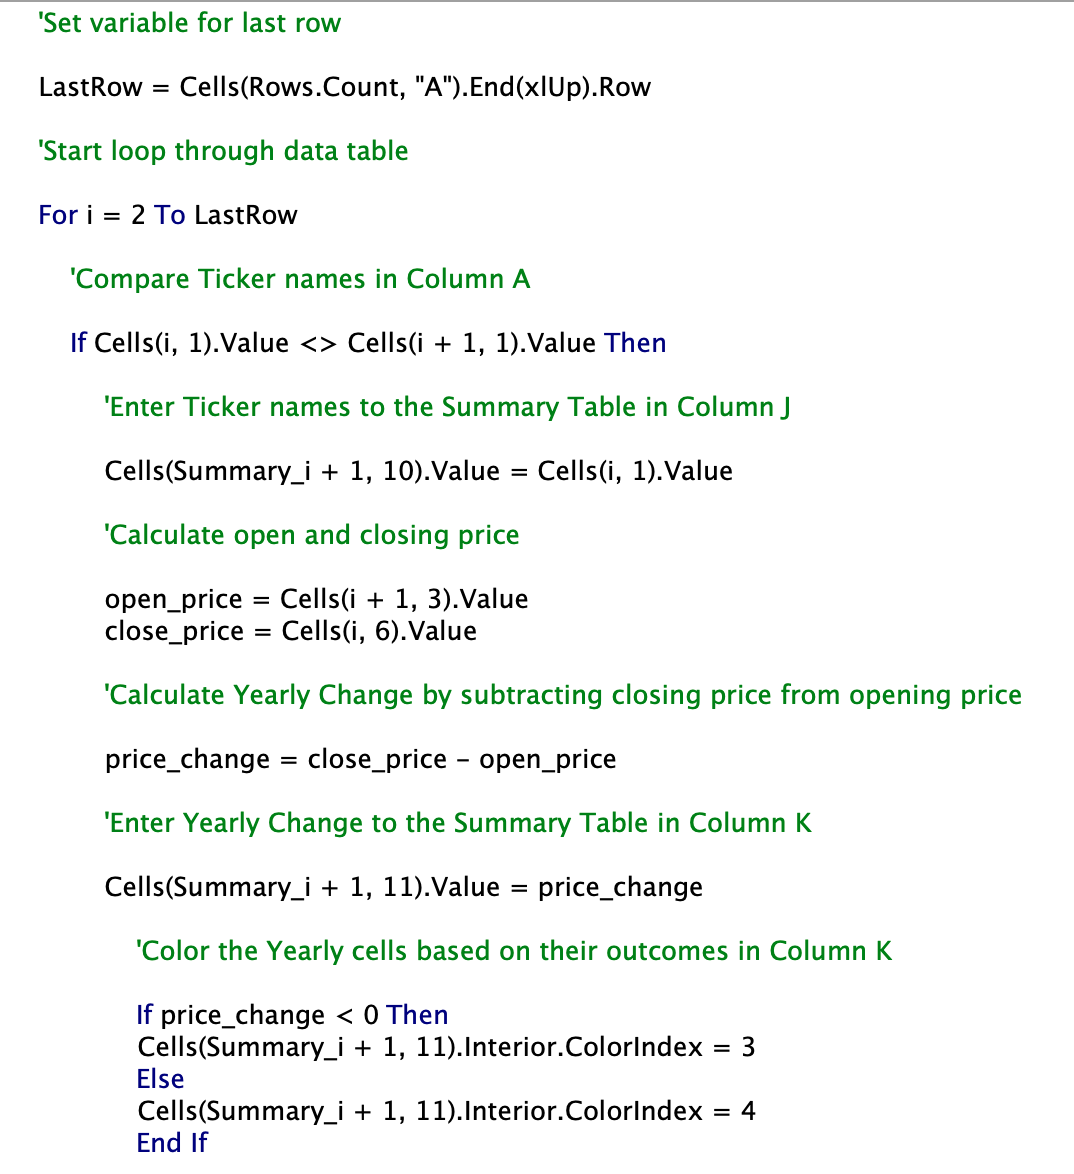 'Set variable for last row
LastRow = Cells(Rows.Count, "A").End(xlUp).Row
'Start loop through data table
For i = 2 To LastRow
'Compare Ticker names in Column A
If Cells(i, 1).Value <> Cells(i + 1, 1).Value Then
'Enter Ticker names to the Summary Table in Column J
Cells(Summary_i + 1, 10).Value = Cells(i, 1).Value
'Calculate open and closing price
open_price = Cells(i + 1, 3).Value
close_price = Cells(i, 6).Value
'Calculate Yearly Change by subtracting closing price from opening price
price_change = close_price - open_price
'Enter Yearly Change to the Summary Table in Column K
Cells(Summary_i + 1, 11).Value = price_change
'Color the Yearly cells based on their outcomes in Column K
If price_change < 0 Then
Cells(Summary_i + 1, 11).Interior.ColorIndex = 3
Else
Cells(Summary_i + 1, 11).Interior.ColorIndex = 4
End If